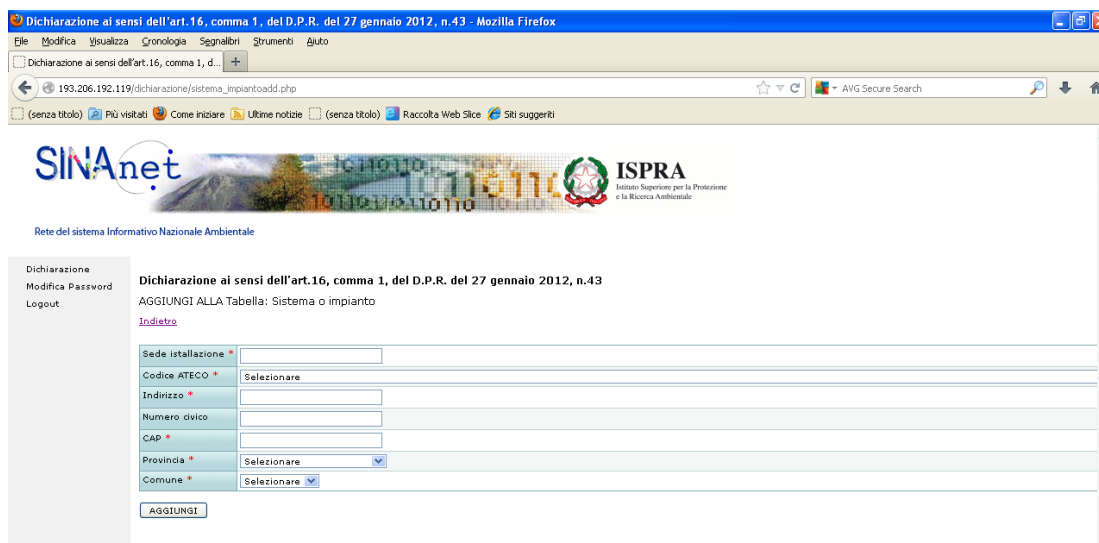 Dichiarazione ai sensi dell'art.16, comma 1, del D.P.R. del 27 gennaio 2012, n.43 - Mozilla Firefox
File Modifica Visualizza Cronologia Segnalibri Strumenti Aiuto
Dichiarazione ai sensi dell'art.16, comma 1, d... +
193.206.192.119/dichiarazione/sistema_impiantoadd.php AVG Secure Search
(senza titolo) Più visitati Come iniziare Ultime notizie (senza titolo) Raccolta Web Slice Siti suggeriti
SINAnet
ISPRA
Istituto Superiore per la Protezione
e la Ricerca Ambientale
Rete del sistema Informativo Nazionale Ambientale
Dichiarazione
Modifica Password
Logout
Dichiarazione ai sensi dell'art.16, comma 1, del D.P.R. del 27 gennaio 2012, n.43
AGGIUNGI ALLA Tabella: Sistema o impianto
Indietro
Sede istallazione *
Codice ATECO * Selezionare
Indirizzo *
Numero civico
CAP *
Provincia * Selezionare
Comune * Selezionare
AGGIUNGI